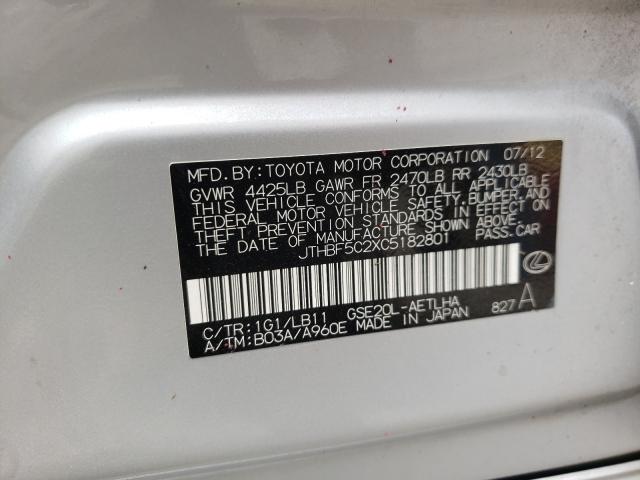 MFD. BY: TOYOTA MOTOR CORPORATION 07/12
GVWR 4425LB GAWR FR 2470LB RR 2430LB
THIS VEHICLE CONFORMS TO ALL APPLICABLE
FEDERAL MOTOR VEHICLE SAFETY, BUMPER, AND
THEFT PREVENTION STANDARDS IN EFFECT ON
THE DATE OF MANUFACTURE SHOWN ABOVE.
JTHBF5C2XC5182801 PASS.CAR
C/TR:1G1/LB11 GSE20L-AETLHA
A/TM:B03A/A960E MADE IN JAPAN 827 A